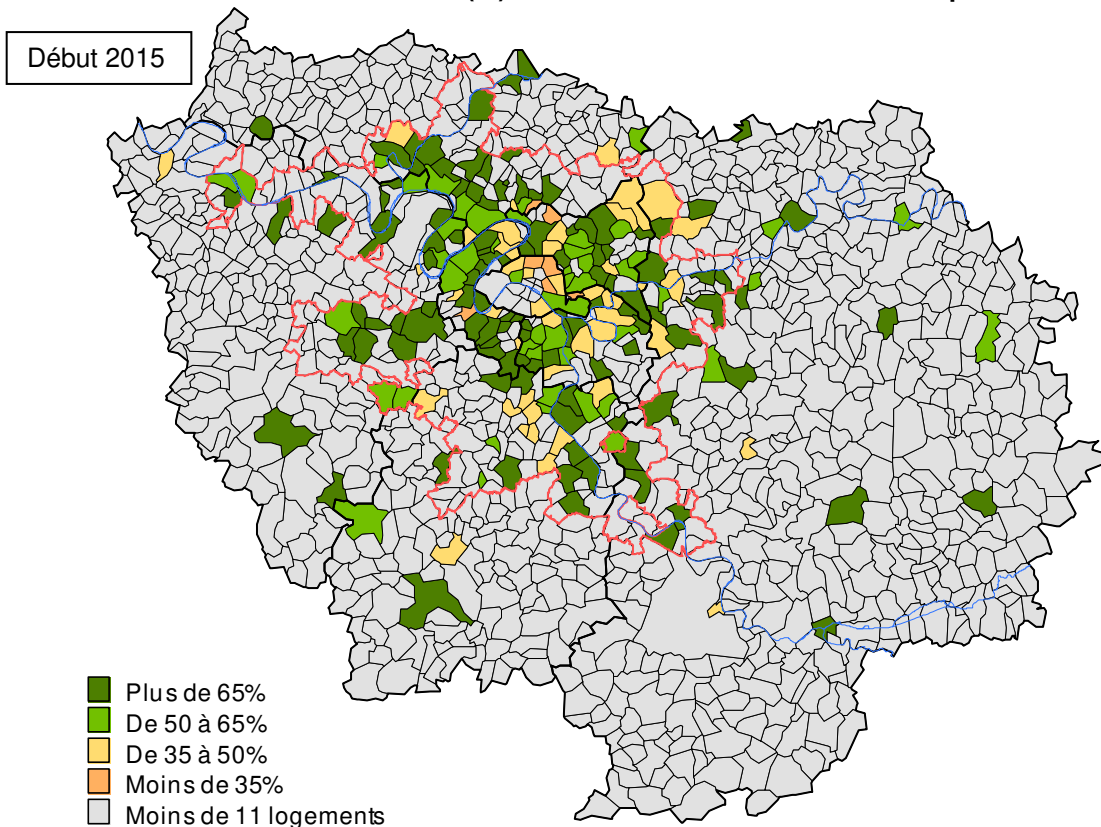 Début 2015
Plus de 65%
De 50 à 65%
De 35 à 50%
Moins de 35%
Moins de 11 logements